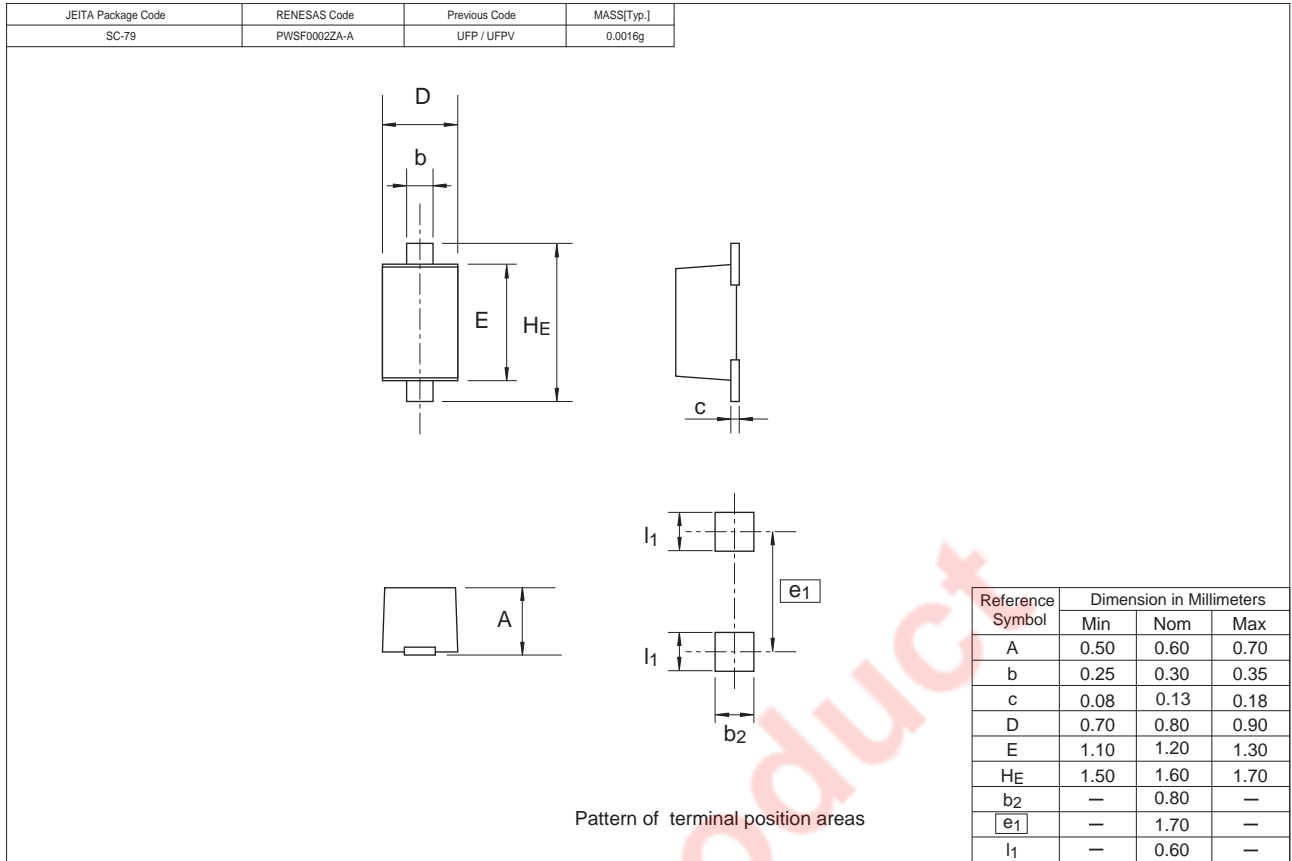 JEITA Package Code RENESAS Code Previous Code MASS[Typ.]
SC-79 PWSF0002ZA-A UFP / UFPV 0.0016g
D
b
E
HE
c
l1
e1
A
l1
b2
Pattern of terminal position areas
Reference Symbol Dimension in Millimeters
Min Nom Max
A 0.50 0.60 0.70
b 0.25 0.30 0.35
c 0.08 0.13 0.18
D 0.70 0.80 0.90
E 1.10 1.20 1.30
HE 1.50 1.60 1.70
b2 — 0.80 —
e1 — 1.70 —
l1 — 0.60 —
oduct